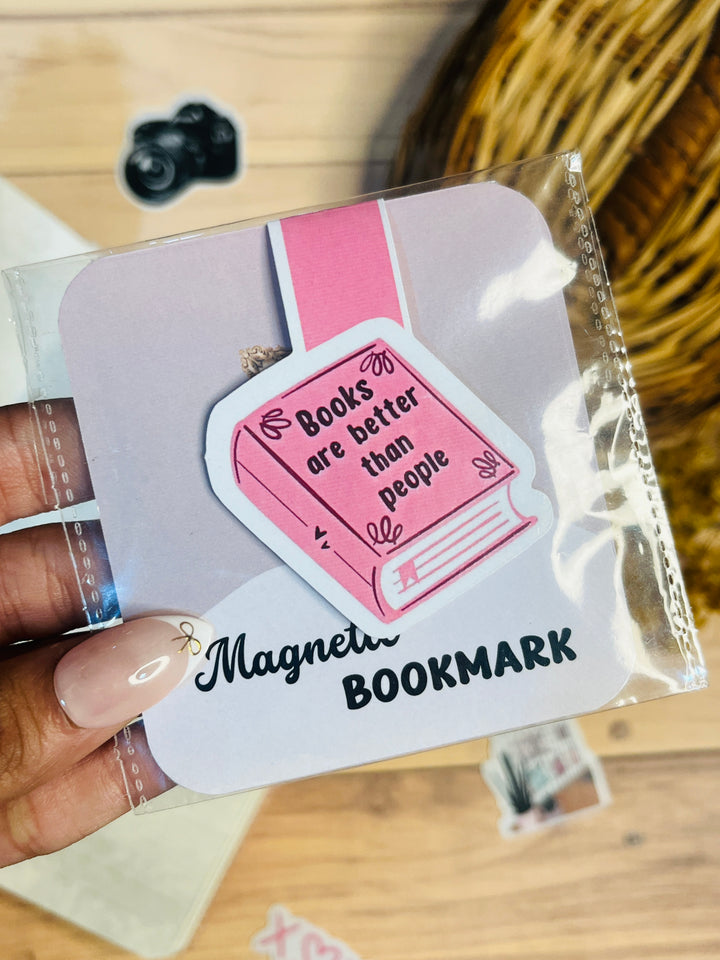 Books
are better
than
people
Magnetic
BOOKMARK
X